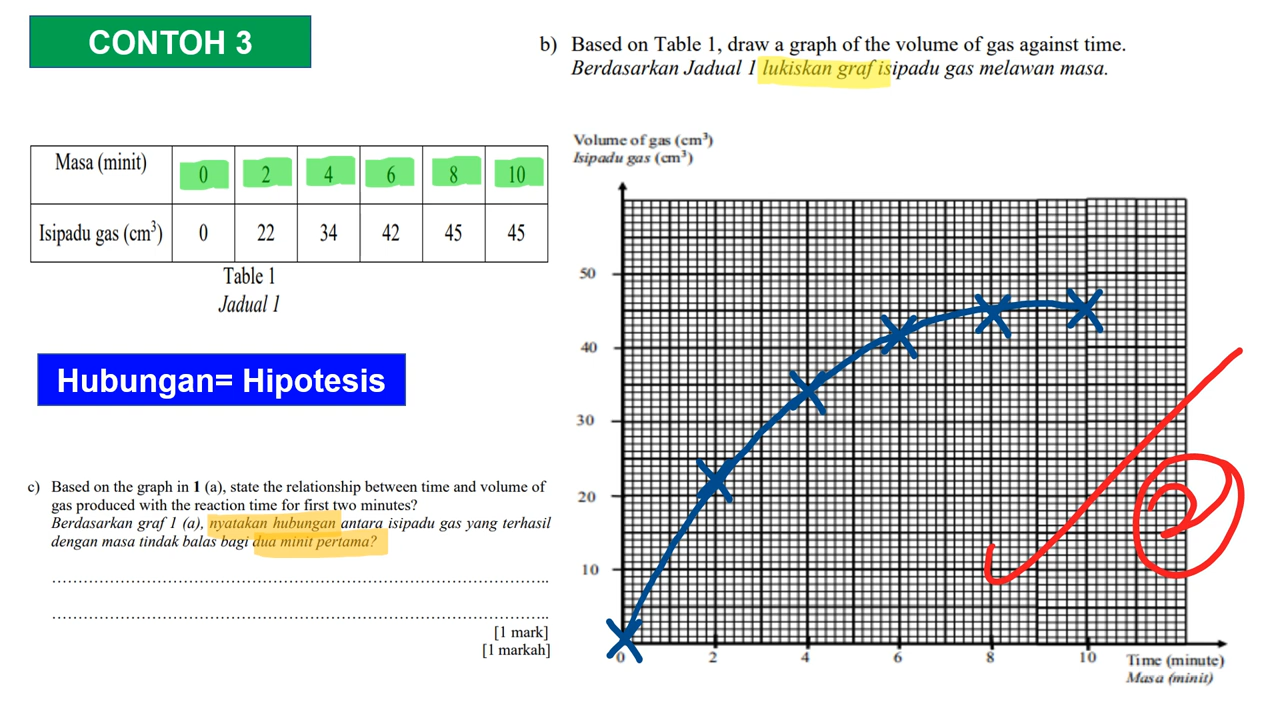 CONTOH 3
b) Based on Table 1, draw a graph of the volume of gas against time.
Berdasarkan Jadual 1 lukiskan graf isipadu gas melawan masa.
Masa (minit) 0 2 4 6 8 10
Isipadu gas (cm³) 0 22 34 42 45 45
Table 1
Jadual 1
Hubungan= Hipotesis
c) Based on the graph in 1 (a), state the relationship between time and volume of
gas produced with the reaction time for first two minutes?
Berdasarkan graf 1 (a), nyatakan hubungan antara isipadu gas yang terhasil
dengan masa tindak balas bagi dua minit pertama?
[1 mark]
[1 markah]
Volume of gas (cm³)
Isipadu gas (cm³)
50
40
30
20
10
0 2 4 6 8 10
Time (minute)
Masa (minit)
2